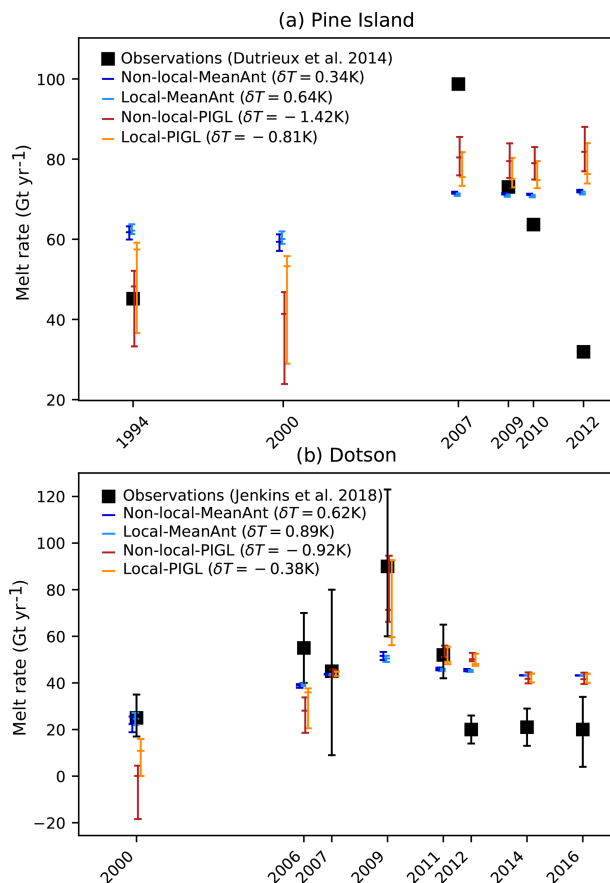 (a) Pine Island
Observations (Dutrieux et al. 2014)
Non-local-MeanAnt (δT = 0.34K)
Local-MeanAnt (δT = 0.64K)
Non-local-PIGL (δT = − 1.42K)
Local-PIGL (δT = − 0.81K)
Melt rate (Gt yr-1)
100
80
60
40
20
1994
2000
2007
2009
2010
2012
(b) Dotson
Observations (Jenkins et al. 2018)
Non-local-MeanAnt (δT = 0.62K)
Local-MeanAnt (δT = 0.89K)
Non-local-PIGL (δT = − 0.92K)
Local-PIGL (δT = − 0.38K)
Melt rate (Gt yr-1)
120
100
80
60
40
20
0
−20
2000
2006
2007
2009
2011
2012
2014
2016